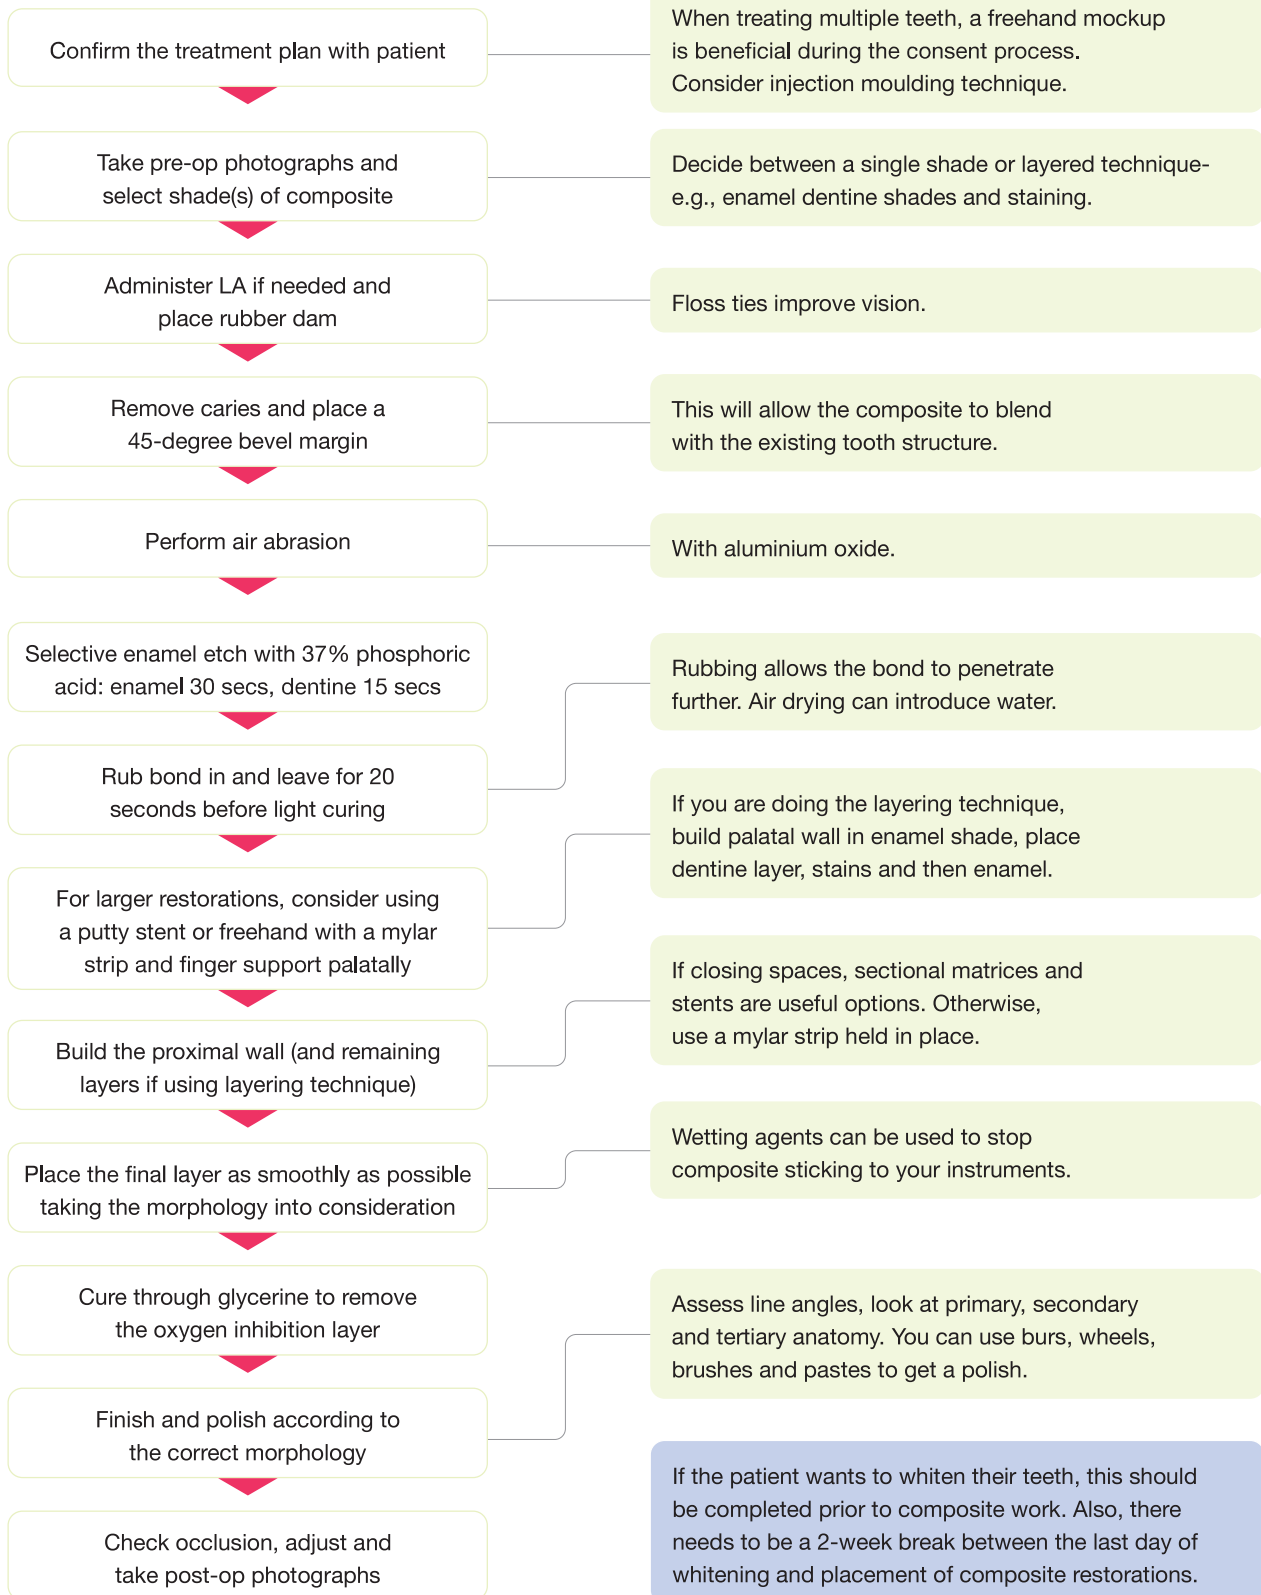 Confirm the treatment plan with patient
When treating multiple teeth, a freehand mockup
is beneficial during the consent process.
Consider injection moulding technique.
Take pre-op photographs and
select shade(s) of composite
Decide between a single shade or layered technique-
e.g., enamel dentine shades and staining.
Administer LA if needed and
place rubber dam
Floss ties improve vision.
Remove caries and place a
45-degree bevel margin
This will allow the composite to blend
with the existing tooth structure.
Perform air abrasion
With aluminium oxide.
Selective enamel etch with 37% phosphoric
acid: enamel 30 secs, dentine 15 secs
Rub bond in and leave for 20
seconds before light curing
Rubbing allows the bond to penetrate
further. Air drying can introduce water.
For larger restorations, consider using
a putty stent or freehand with a mylar
strip and finger support palatally
If you are doing the layering technique,
build palatal wall in enamel shade, place
dentine layer, stains and then enamel.
Build the proximal wall (and remaining
layers if using layering technique)
If closing spaces, sectional matrices and
stents are useful options. Otherwise,
use a mylar strip held in place.
Place the final layer as smoothly as possible
taking the morphology into consideration
Wetting agents can be used to stop
composite sticking to your instruments.
Cure through glycerine to remove
the oxygen inhibition layer
Finish and polish according to
the correct morphology
Assess line angles, look at primary, secondary
and tertiary anatomy. You can use burs, wheels,
brushes and pastes to get a polish.
Check occlusion, adjust and
take post-op photographs
If the patient wants to whiten their teeth, this should
be completed prior to composite work. Also, there
needs to be a 2-week break between the last day of
whitening and placement of composite restorations.